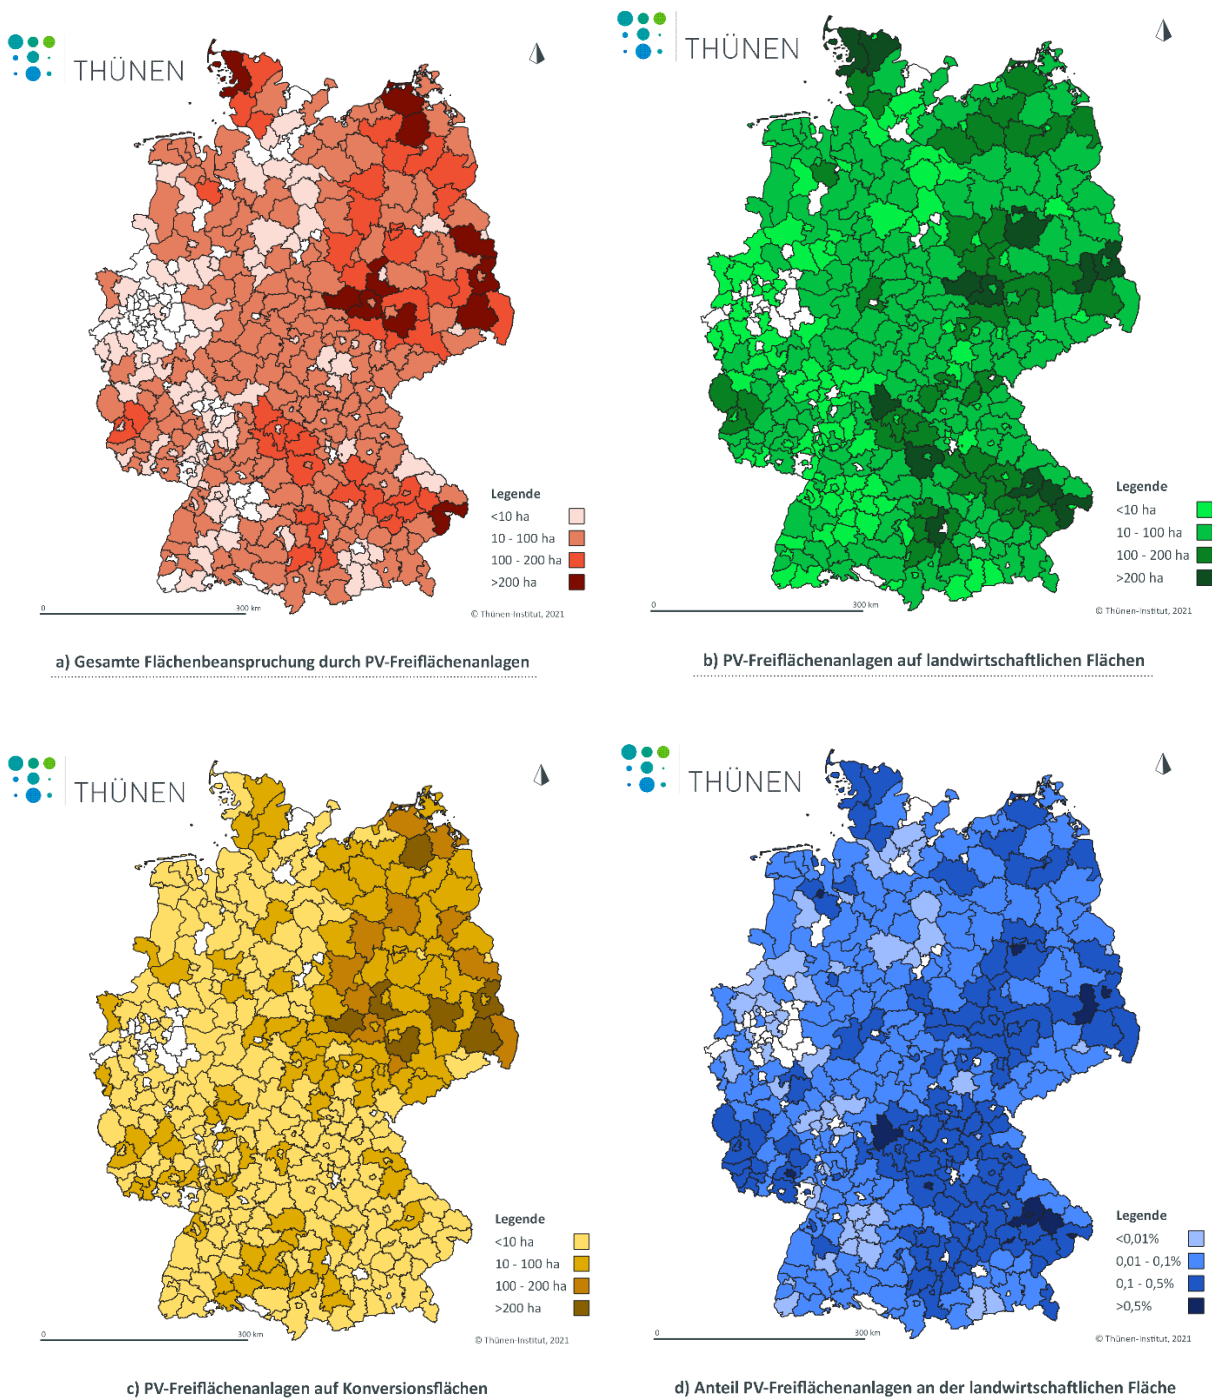 THÜNEN
Legende
<10 ha
10 - 100 ha
100 - 200 ha
>200 ha
0
300 km
© Thünen-Institut, 2021
a) Gesamte Flächenbeanspruchung durch PV-Freiflächenanlagen
THÜNEN
Legende
<10 ha
10 - 100 ha
100 - 200 ha
>200 ha
0
300 km
© Thünen-Institut, 2021
b) PV-Freiflächenanlagen auf landwirtschaftlichen Flächen
THÜNEN
Legende
<10 ha
10 - 100 ha
100 - 200 ha
>200 ha
0
300 km
© Thünen-Institut, 2021
c) PV-Freiflächenanlagen auf Konversionsflächen
THÜNEN
Legende
<0,01%
0,01 - 0,1%
0,1 - 0,5%
>0,5%
0
300 km
© Thünen-Institut, 2021
d) Anteil PV-Freiflächenanlagen an der landwirtschaftlichen Fläche